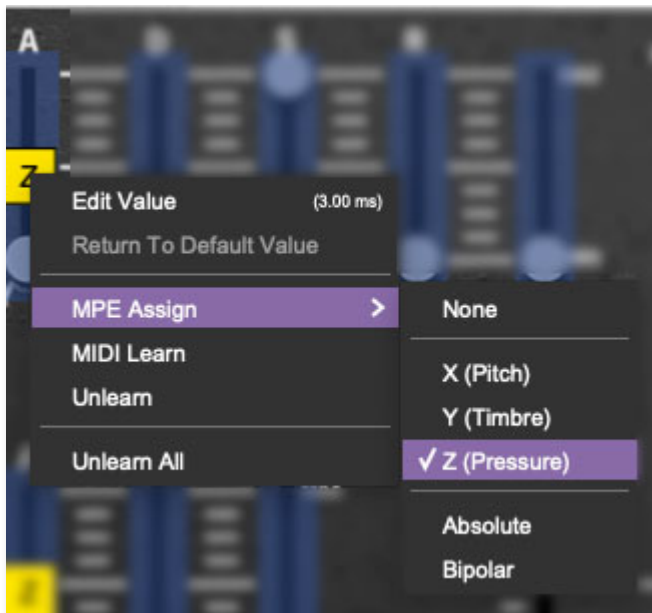 A
Z
Edit Value (3.00 ms)
Return To Default Value
MPE Assign >
MIDI Learn
Unlearn
Unlearn All
None
X (Pitch)
Y (Timbre)
✓ Z (Pressure)
Absolute
Bipolar